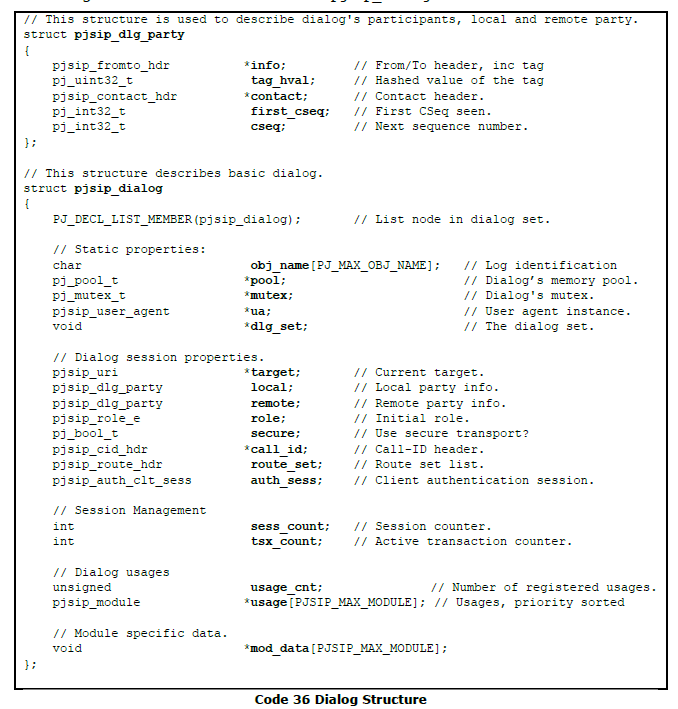 // This structure is used to describe dialog's participants, local and remote party.
struct pjsip_dlg_party
{
    pjsip_fromto_hdr          *info;         // From/To header, inc tag
    pj_uint32_t                tag_hval;     // Hashed value of the tag
    pjsip_contact_hdr         *contact;      // Contact header.
    pj_int32_t                 first_cseq;   // First CSeq seen.
    pj_int32_t                 cseq;         // Next sequence number.
};
// This structure describes basic dialog.
struct pjsip_dialog
{
    PJ_DECL_LIST_MEMBER(pjsip_dialog);       // List node in dialog set.
    // Static properties:
    char                       obj_name[PJ_MAX_OBJ_NAME];   // Log identification
    pj_pool_t                 *pool;                        // Dialog’s memory pool.
    pj_mutex_t                *mutex;                       // Dialog's mutex.
    pjsip_user_agent          *ua;                          // User agent instance.
    void                      *dlg_set;                     // The dialog set.
    // Dialog session properties.
    pjsip_uri                 *target;       // Current target.
    pjsip_dlg_party            local;        // Local party info.
    pjsip_dlg_party            remote;       // Remote party info.
    pjsip_role_e               role;         // Initial role.
    pj_bool_t                  secure;       // Use secure transport?
    pjsip_cid_hdr             *call_id;      // Call-ID header.
    pjsip_route_hdr            route_set;    // Route set list.
    pjsip_auth_clt_sess        auth_sess;    // Client authentication session.
    // Session Management
    int                        sess_count;   // Session counter.
    int                        tsx_count;    // Active transaction counter.
    // Dialog usages
    unsigned                   usage_cnt;               // Number of registered usages.
    pjsip_module              *usage[PJSIP_MAX_MODULE]; // Usages, priority sorted
    // Module specific data.
    void                      *mod_data[PJSIP_MAX_MODULE];
};
Code 36 Dialog Structure